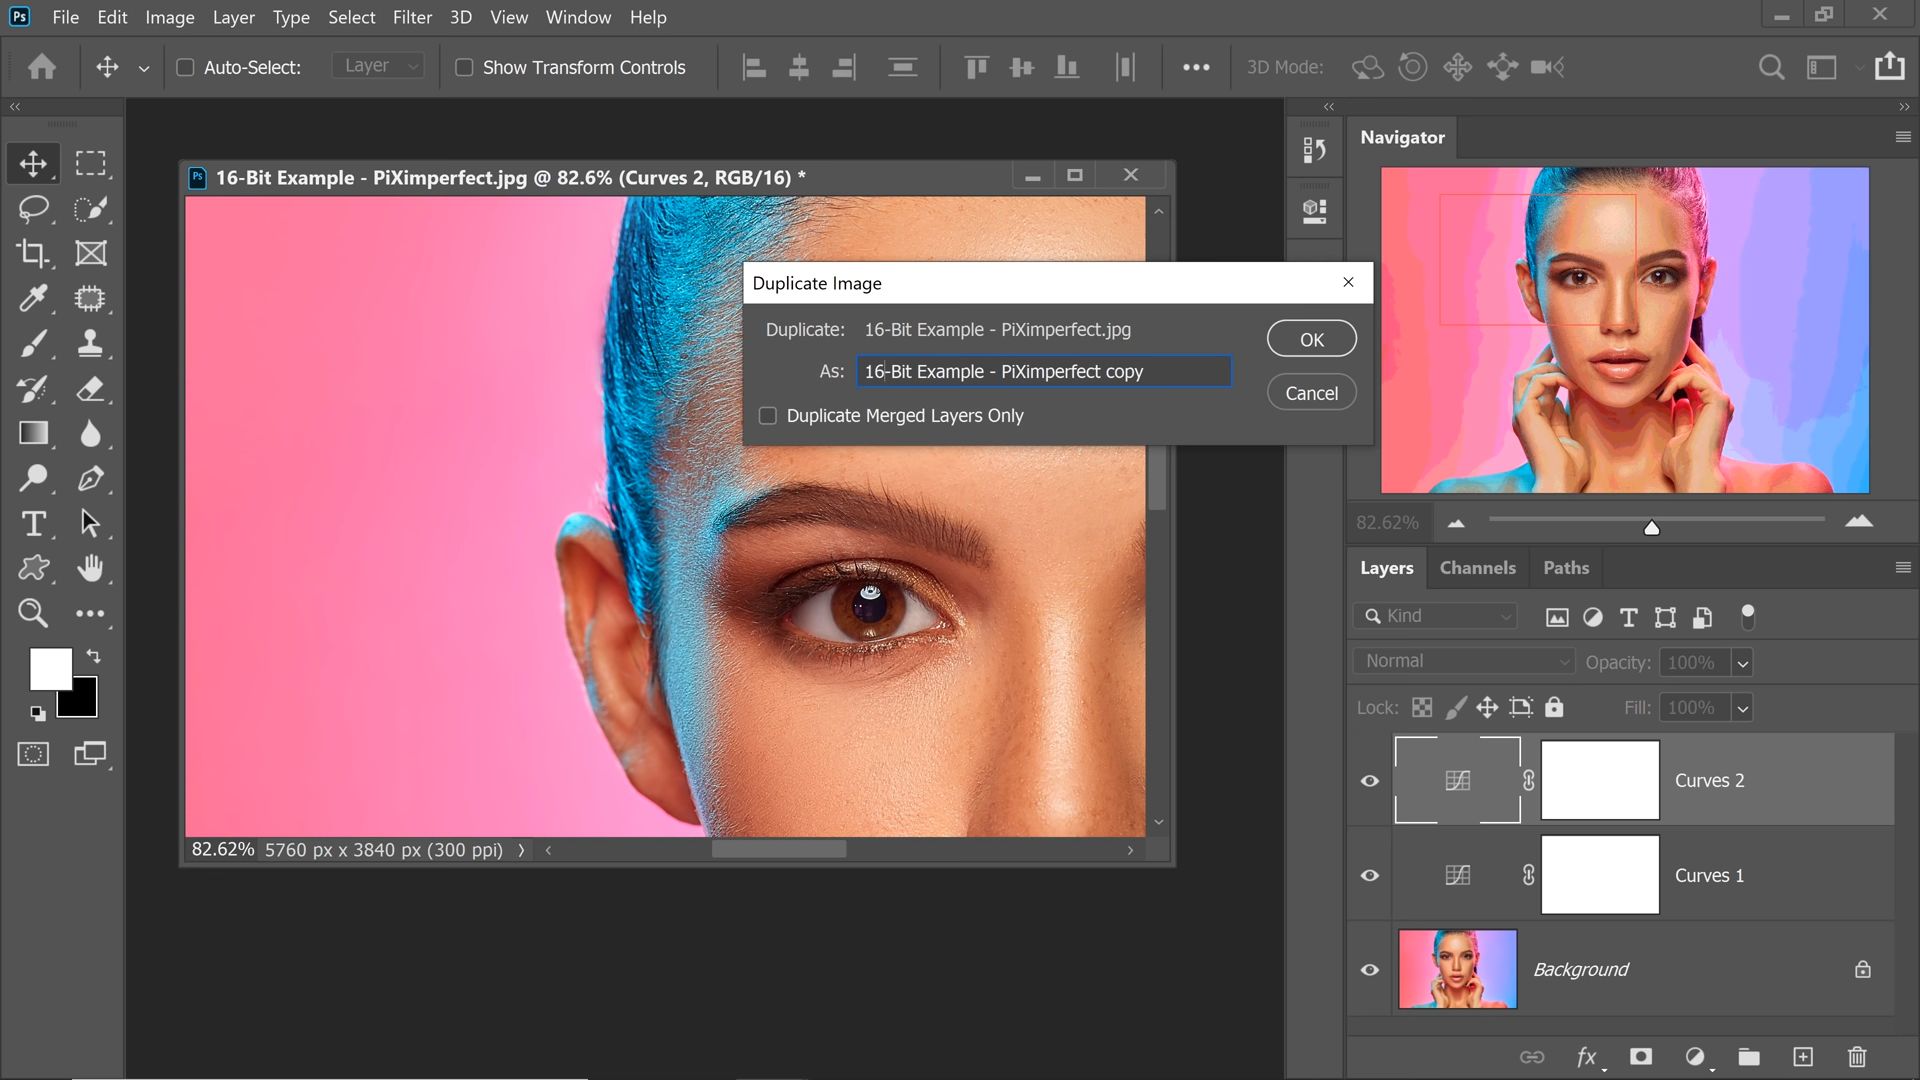 Ps File Edit Image Layer Type Select Filter 3D View Window Help
Auto-Select: Layer Show Transform Controls 3D Mode:
Navigator
Ps 16-Bit Example - PiXimperfect.jpg @ 82.6% (Curves 2, RGB/16) *
Duplicate Image
Duplicate: 16-Bit Example - PiXimperfect.jpg
OK
As: 16-Bit Example - PiXimperfect copy
Cancel
Duplicate Merged Layers Only
82.62%
Layers Channels Paths
Kind
Normal Opacity: 100%
Lock: Fill: 100%
Curves 2
Curves 1
Background
82.62% 5760 px x 3840 px (300 ppi)
fx